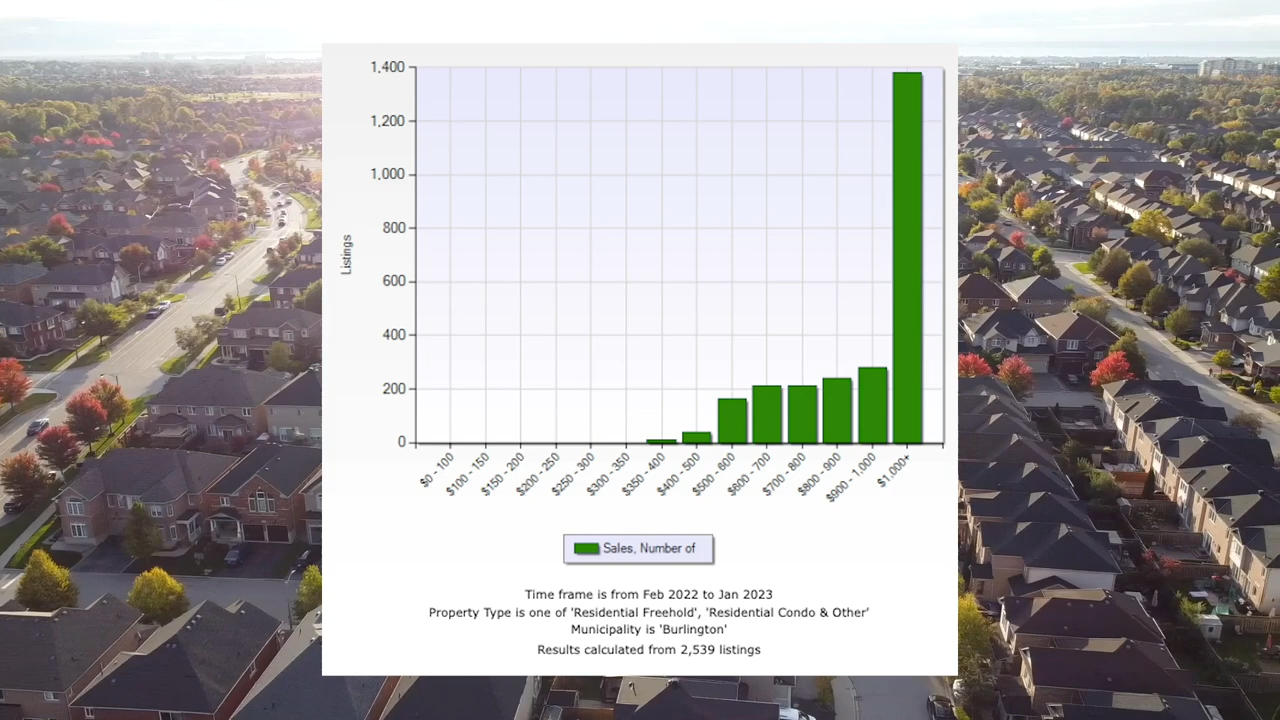 1,400
1,200
1,000
800
600
400
200
0
Listings
$0 - 100
$100 - 150
$150 - 200
$200 - 250
$250 - 300
$300 - 350
$350 - 400
$400 - 500
$500 - 600
$600 - 700
$700 - 800
$800 - 900
$900 - 1,000
$1,000+
Sales, Number of
Time frame is from Feb 2022 to Jan 2023
Property Type is one of 'Residential Freehold', 'Residential Condo & Other'
Municipality is 'Burlington'
Results calculated from 2,539 listings